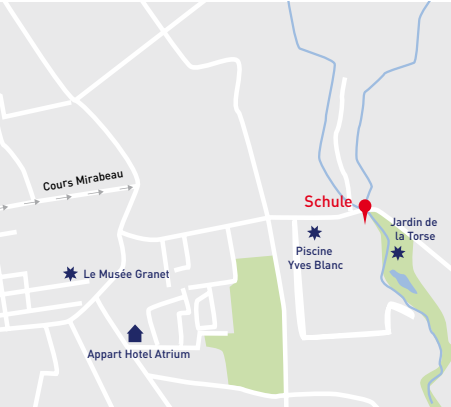 Cours Mirabeau
Schule
Jardin de
la Torse
Piscine
Yves Blanc
Le Musée Granet
Appart Hotel Atrium